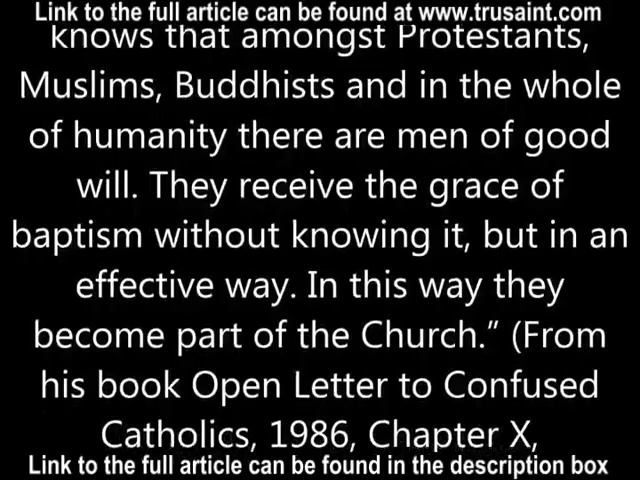 Link to the full article can be found at www.trusaint.com
knows that amongst Protestants,
Muslims, Buddhists and in the whole
of humanity there are men of good
will. They receive the grace of
baptism without knowing it, but in an
effective way. In this way they
become part of the Church.” (From
his book Open Letter to Confused
Catholics, 1986, Chapter X,
Link to the full article can be found in the description box